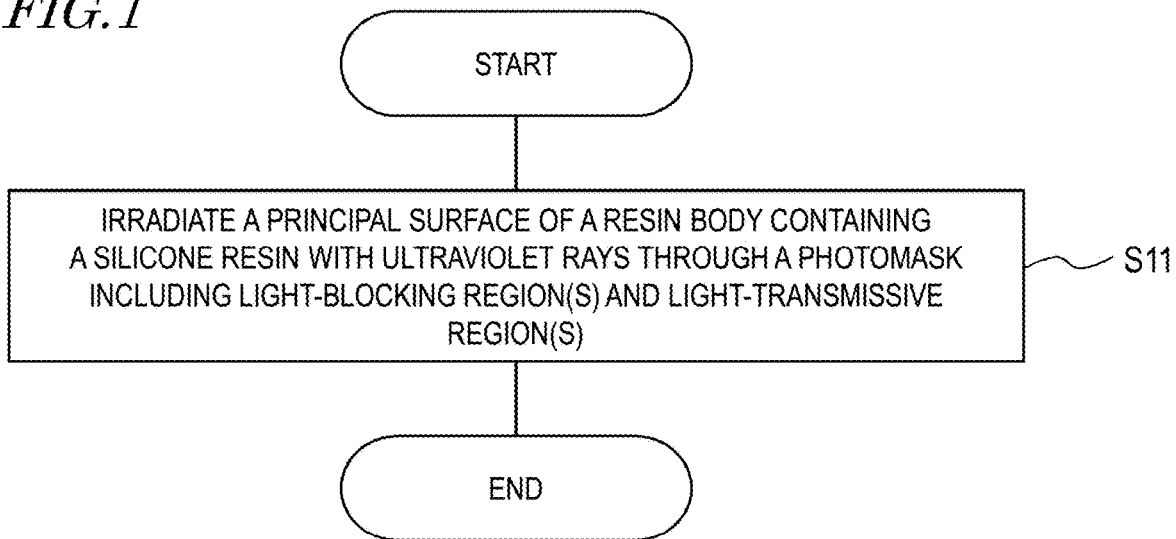 FIG. 1
START
IRRADIATE A PRINCIPAL SURFACE OF A RESIN BODY CONTAINING
A SILICONE RESIN WITH ULTRAVIOLET RAYS THROUGH A PHOTOMASK
INCLUDING LIGHT-BLOCKING REGION(S) AND LIGHT-TRANSMISSIVE
REGION(S)
S11
END